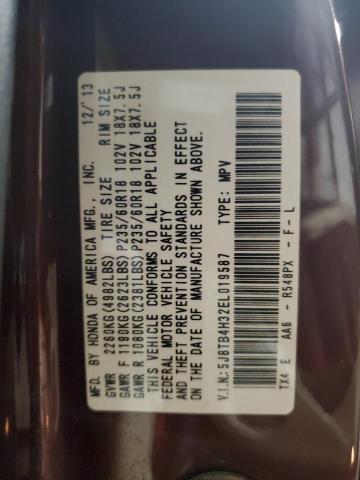 MFD. BY HONDA OF AMERICA MFG., INC. 12/13
GVWR 2260KG(4982LBS) TIRE SIZE RIM SIZE
GAWR F 1190KG(2623LBS)P235/60R18 102V 18X7.5J
GAWR R 1080KG(2381LBS)P235/60R18 102V 18X7.5J
THIS VEHICLE CONFORMS TO ALL APPLICABLE
FEDERAL MOTOR VEHICLE SAFETY
AND THEFT PREVENTION STANDARDS IN EFFECT
ON THE DATE OF MANUFACTURE SHOWN ABOVE.
V.I.N.:5J8TB4H32EL019587 TYPE: MPV
TX4 E AA6 - R548PX - F - L